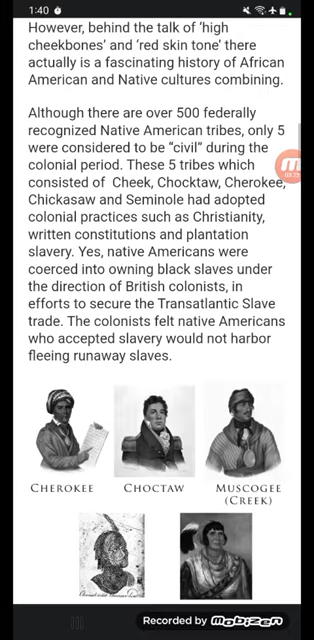 1:40
However, behind the talk of 'high
cheekbones' and 'red skin tone' there
actually is a fascinating history of African
American and Native cultures combining.
Although there are over 500 federally
recognized Native American tribes, only 5
were considered to be “civil” during the
colonial period. These 5 tribes which
consisted of Cheek, Chocktaw, Cherokee,
Chickasaw and Seminole had adopted
colonial practices such as Christianity,
written constitutions and plantation
slavery. Yes, native Americans were
coerced into owning black slaves under
the direction of British colonists, in
efforts to secure the Transatlantic Slave
trade. The colonists felt native Americans
who accepted slavery would not harbor
fleeing runaway slaves.
CHEROKEE
CHOCTAW
MUSCOGEE
(CREEK)
Recorded by mobizen